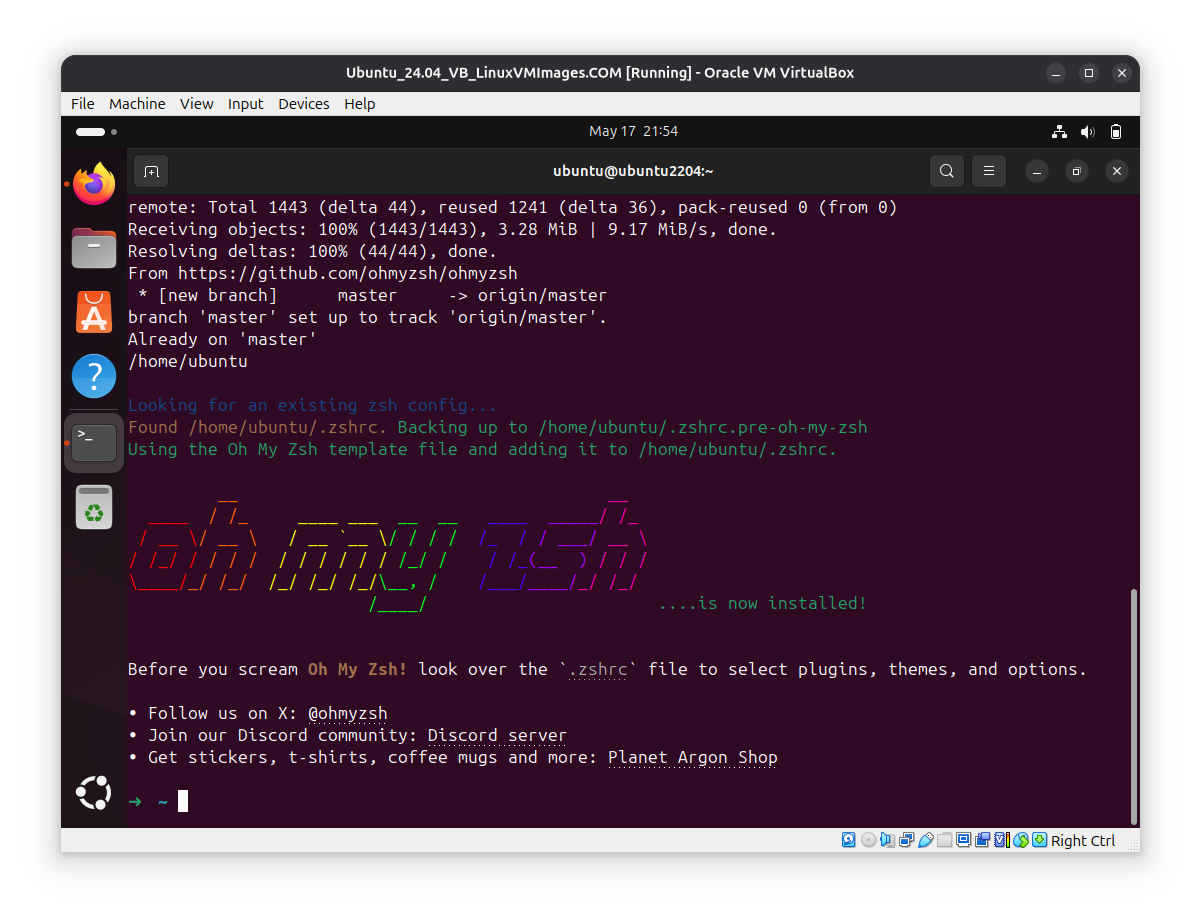 Ubuntu_24.04_VB_LinuxVMImages.COM [Running] - Oracle VM VirtualBox
File Machine View Input Devices Help
May 17 21:54
ubuntu@ubuntu2204:~
remote: Total 1443 (delta 44), reused 1241 (delta 36), pack-reused 0 (from 0)
Receiving objects: 100% (1443/1443), 3.28 MiB | 9.17 MiB/s, done.
Resolving deltas: 100% (44/44), done.
From https://github.com/ohmyzsh/ohmyzsh
 * [new branch]      master     -> origin/master
branch 'master' set up to track 'origin/master'.
Already on 'master'
/home/ubuntu
Looking for an existing zsh config...
Found /home/ubuntu/.zshrc. Backing up to /home/ubuntu/.zshrc.pre-oh-my-zsh
Using the Oh My Zsh template file and adding it to /home/ubuntu/.zshrc.
oh my zsh
....is now installed!
Before you scream Oh My Zsh! look over the `.zshrc` file to select plugins, themes, and options.
• Follow us on X: @ohmyzsh
• Join our Discord community: Discord server
• Get stickers, t-shirts, coffee mugs and more: Planet Argon Shop
➜ ~
Right Ctrl